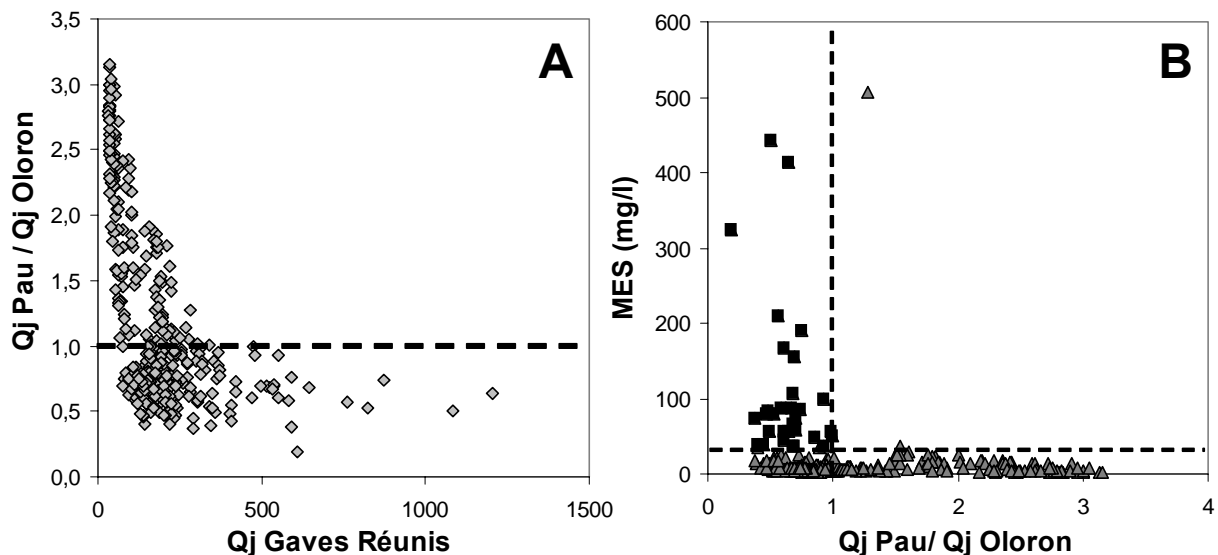 A
Qj Pau / Qj Oloron
3,5
3,0
2,5
2,0
1,5
1,0
0,5
0,0
0 500 1000 1500
Qj Gaves Réunis
B
MES (mg/l)
600
500
400
300
200
100
0
0 1 2 3 4
Qj Pau/ Qj Oloron